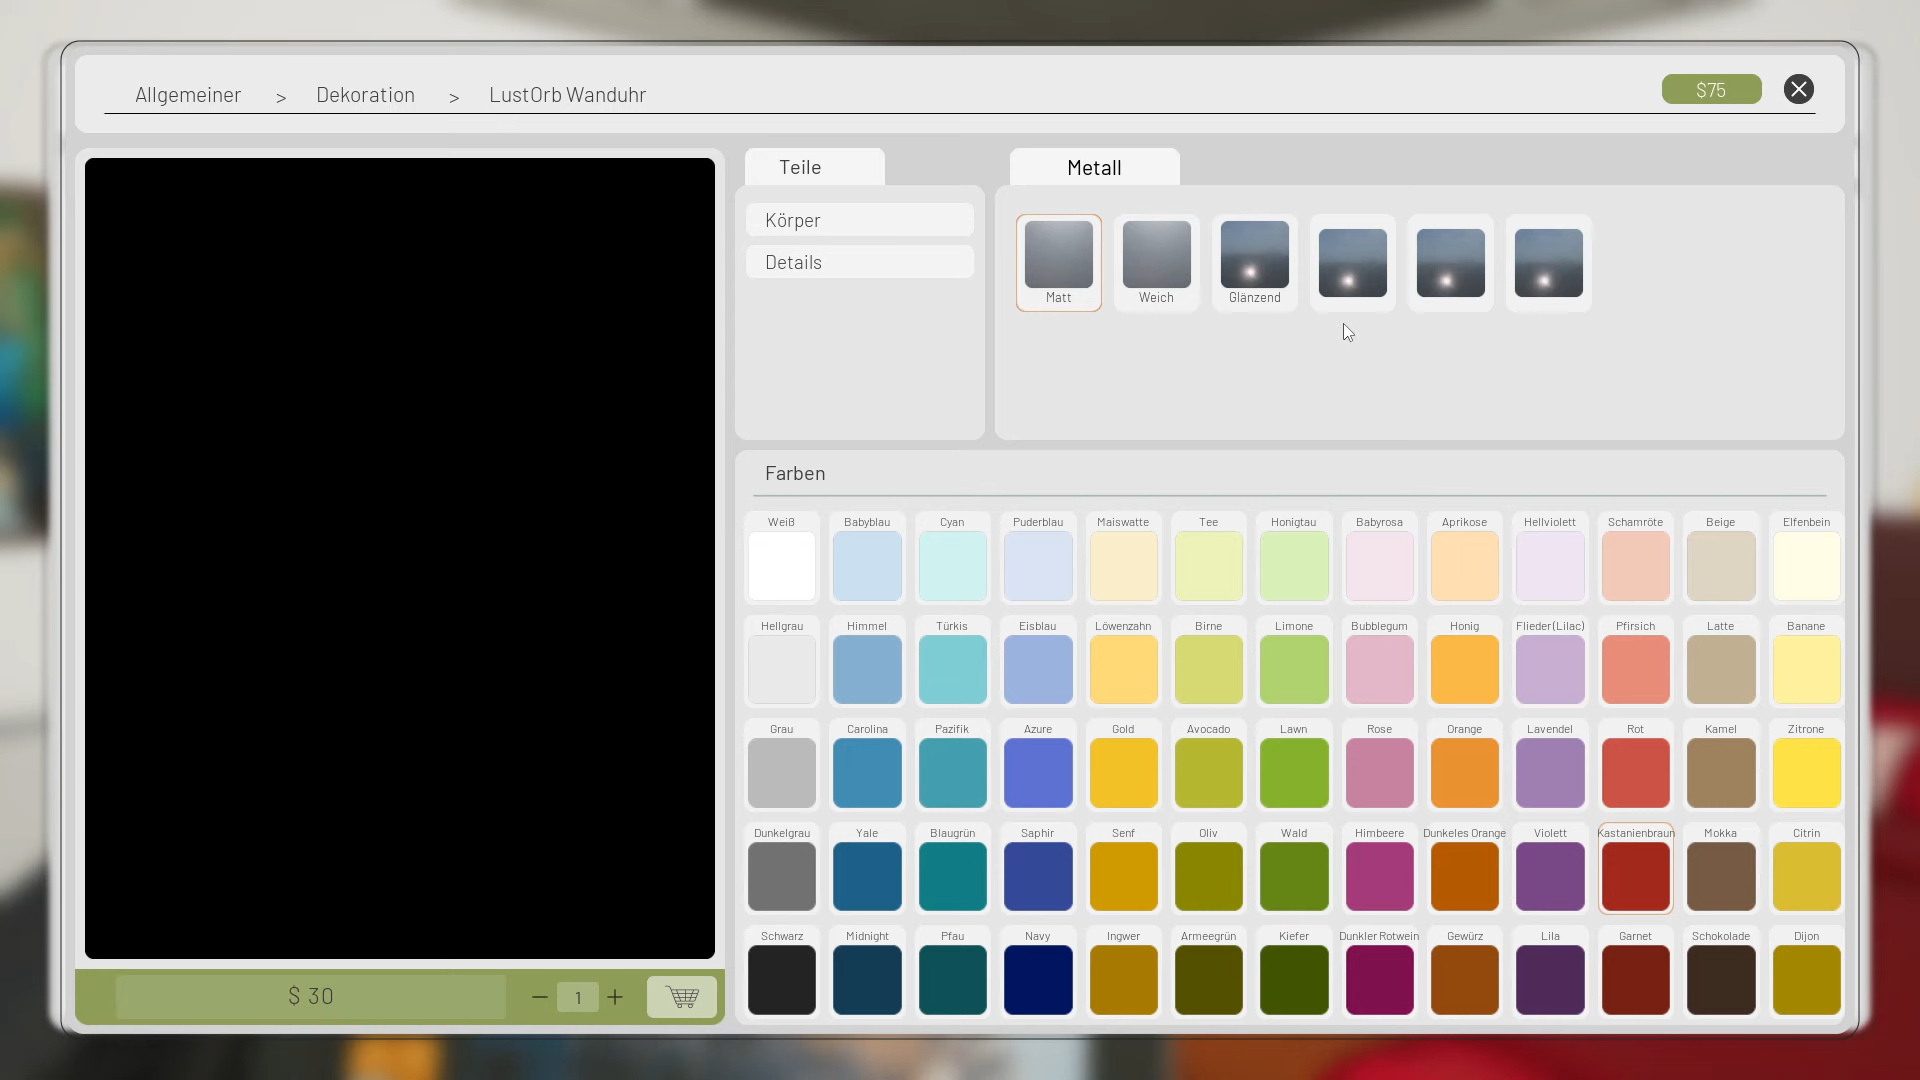 Allgemeiner > Dekoration > LustOrb Wanduhr
$75
Teile
Metall
Körper
Details
Matt Weich Glänzend
Farben
Weiß Babyblau Cyan Puderblau Maiswatte Tee Honigtau Babyrosa Aprikose Hellviolett Schamröte Beige Elfenbein
Hellgrau Himmel Türkis Eisblau Löwenzahn Birne Limone Bubblegum Honig Flieder (Lilac) Pfirsich Latte Banane
Grau Carolina Pazifik Azure Gold Avocado Lawn Rose Orange Lavendel Rot Kamel Zitrone
Dunkelgrau Yale Blaugrün Saphir Senf Oliv Wald Himbeere Dunkeles Orange Violett Kastanienbraun Mokka Citrin
Schwarz Midnight Pfau Navy Ingwer Armeegrün Kiefer Dunkler Rotwein Gewürz Lila Garnet Schokolade Dijon
$ 30
− 1 +